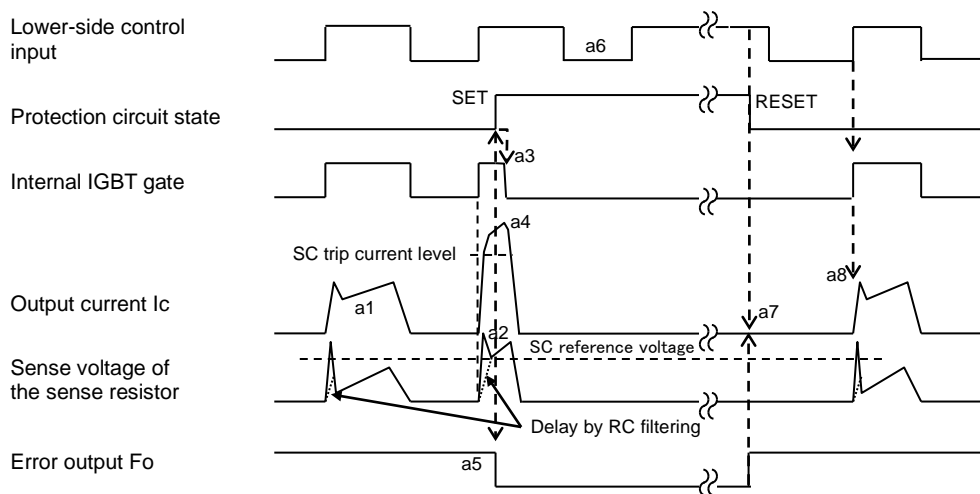 Lower-side control
input
a6
SET
RESET
Protection circuit state
a3
Internal IGBT gate
a4
SC trip current level
a8
Output current Ic
a1
a7
a2
SC reference voltage
Sense voltage of
the sense resistor
Delay by RC filtering
Error output Fo
a5